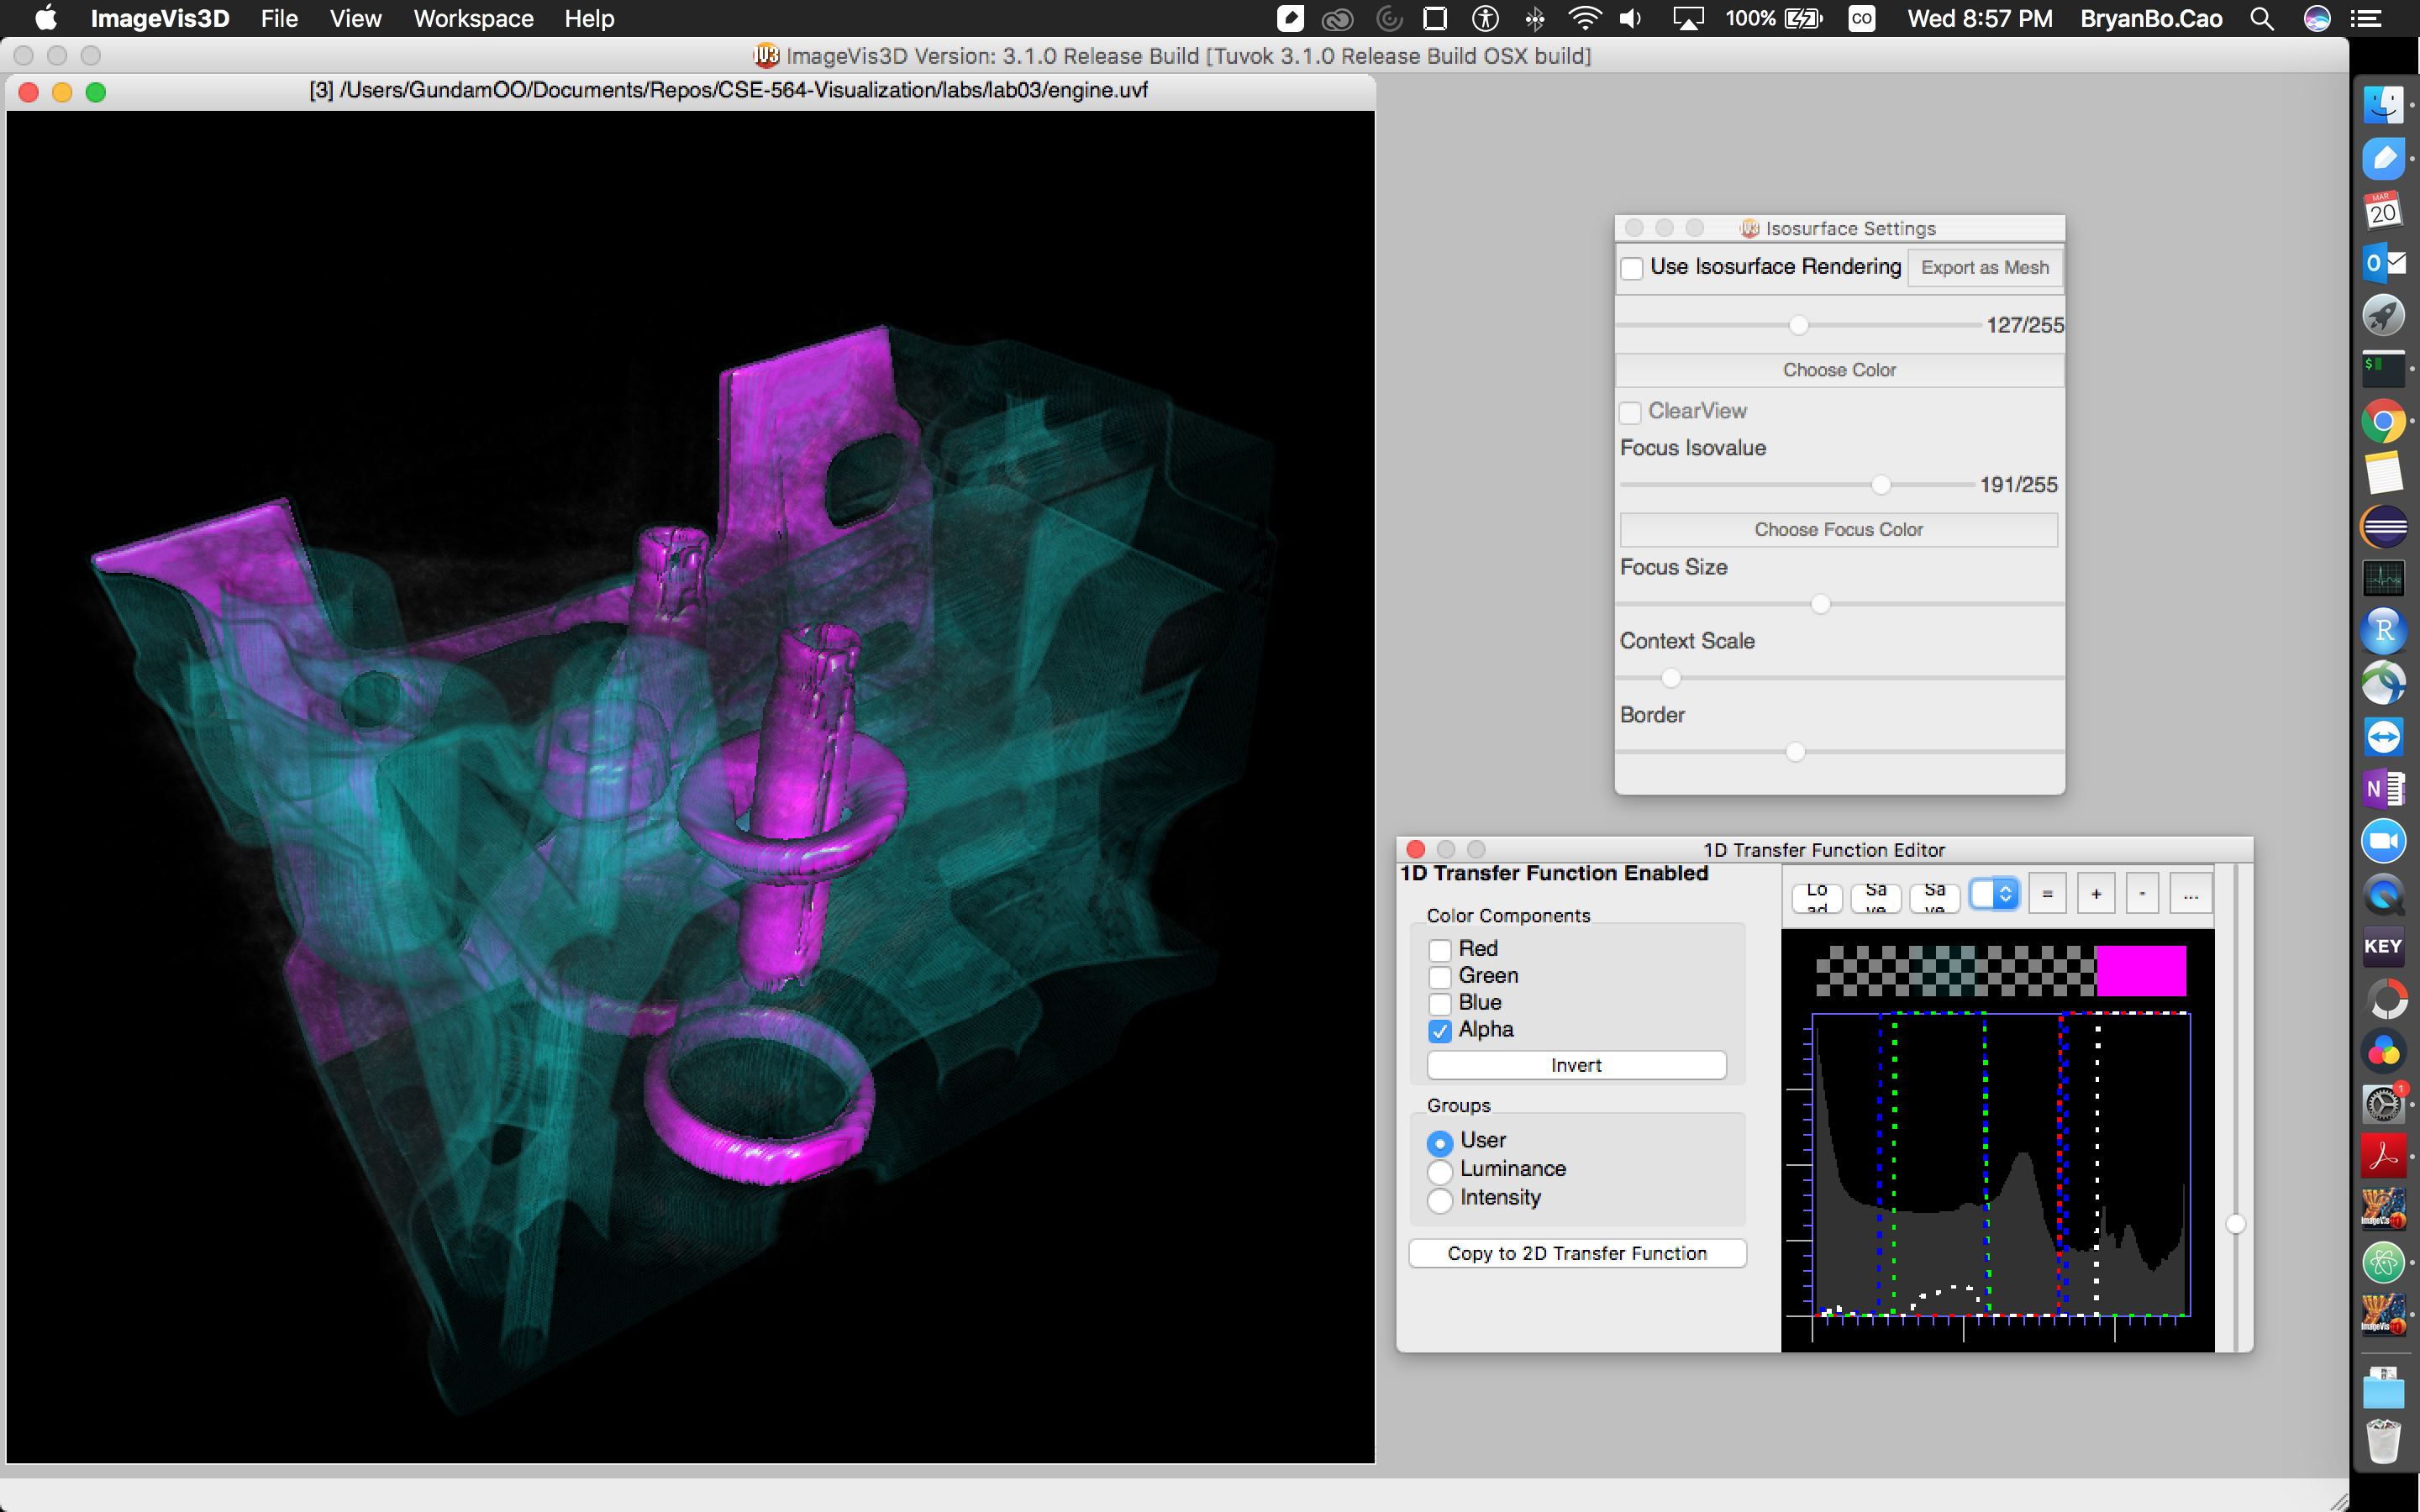 ImageVis3D File View Workspace Help 100% CO Wed 8:57 PM BryanBo.Cao
ImageVis3D Version: 3.1.0 Release Build [Tuvok 3.1.0 Release Build OSX build]
[3] /Users/GundamOO/Documents/Repos/CSE-564-Visualization/labs/lab03/engine.uvf
Isosurface Settings
Use Isosurface Rendering Export as Mesh
127/255
Choose Color
ClearView
Focus Isovalue
191/255
Choose Focus Color
Focus Size
Context Scale
Border
1D Transfer Function Editor
1D Transfer Function Enabled
Lo
ad
Sa
ve
Sa
ve
= + - ...
Color Components
Red
Green
Blue
Alpha
Invert
Groups
User
Luminance
Intensity
Copy to 2D Transfer Function
MAR
20
O
$
R
N
KEY
1